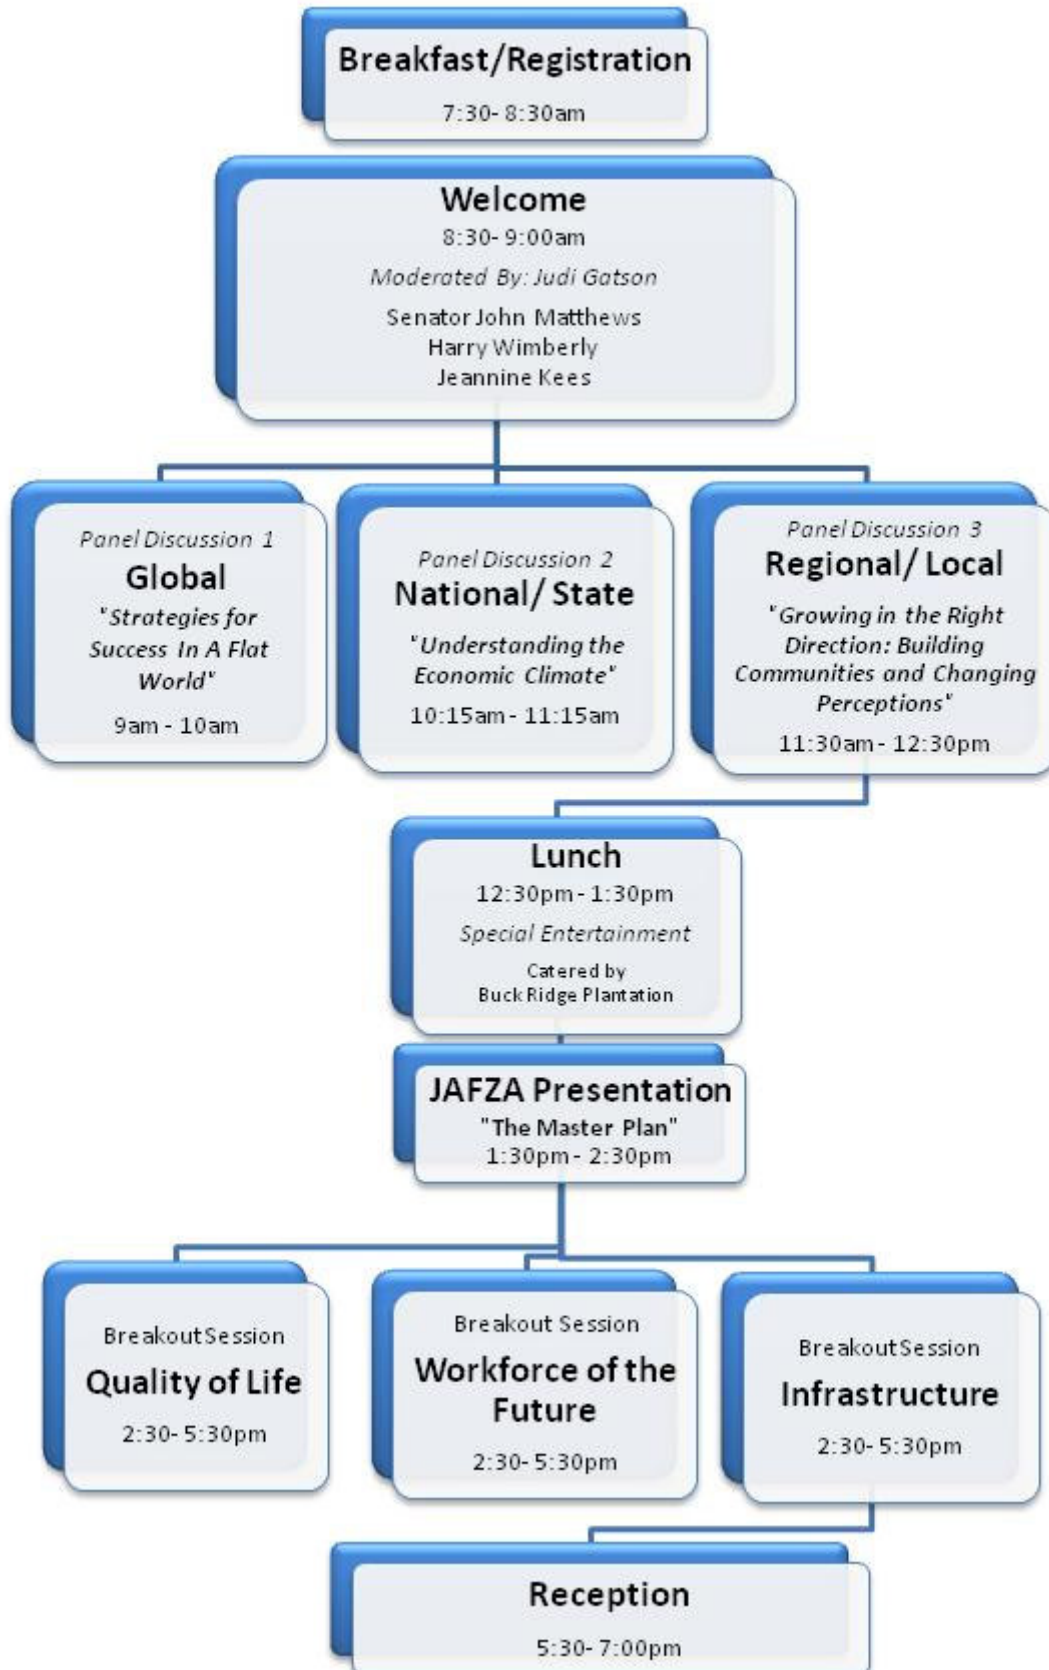 Breakfast/Registration
7:30- 8:30am
Welcome
8:30- 9:00am
Moderated By: Judi Gatson
Senator John Matthews
Harry Wimberly
Jeannine Kees
Panel Discussion 1
Global
"Strategies for
Success In A Flat
World"
9am - 10am
Panel Discussion 2
National/ State
"Understanding the
Economic Climate"
10:15am - 11:15am
Panel Discussion 3
Regional/ Local
"Growing in the Right
Direction: Building
Communities and Changing
Perceptions"
11:30am - 12:30pm
Lunch
12:30pm - 1:30pm
Special Entertainment
Catered by
Buck Ridge Plantation
JAFZA Presentation
"The Master Plan"
1:30pm - 2:30pm
Breakout Session
Quality of Life
2:30- 5:30pm
Breakout Session
Workforce of the
Future
2:30- 5:30pm
Breakout Session
Infrastructure
2:30- 5:30pm
Reception
5:30- 7:00pm